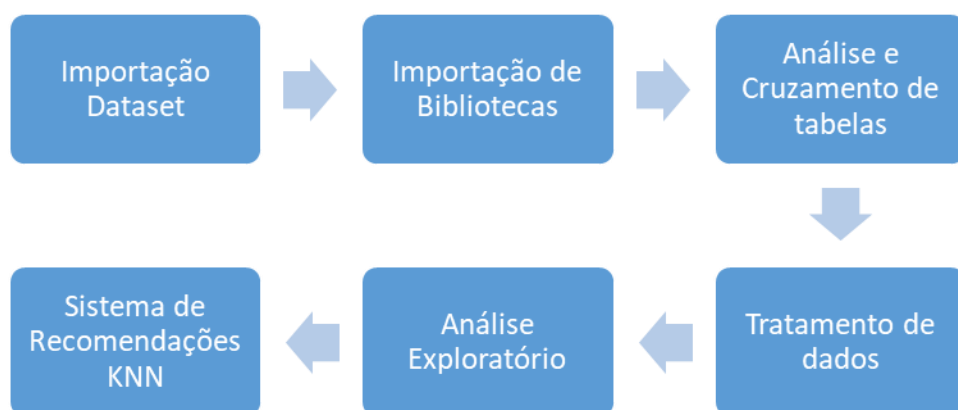 Importação
Dataset
Importação de
Bibliotecas
Análise e
Cruzamento de
tabelas
Tratamento de
dados
Análise
Exploratório
Sistema de
Recomendações
KNN